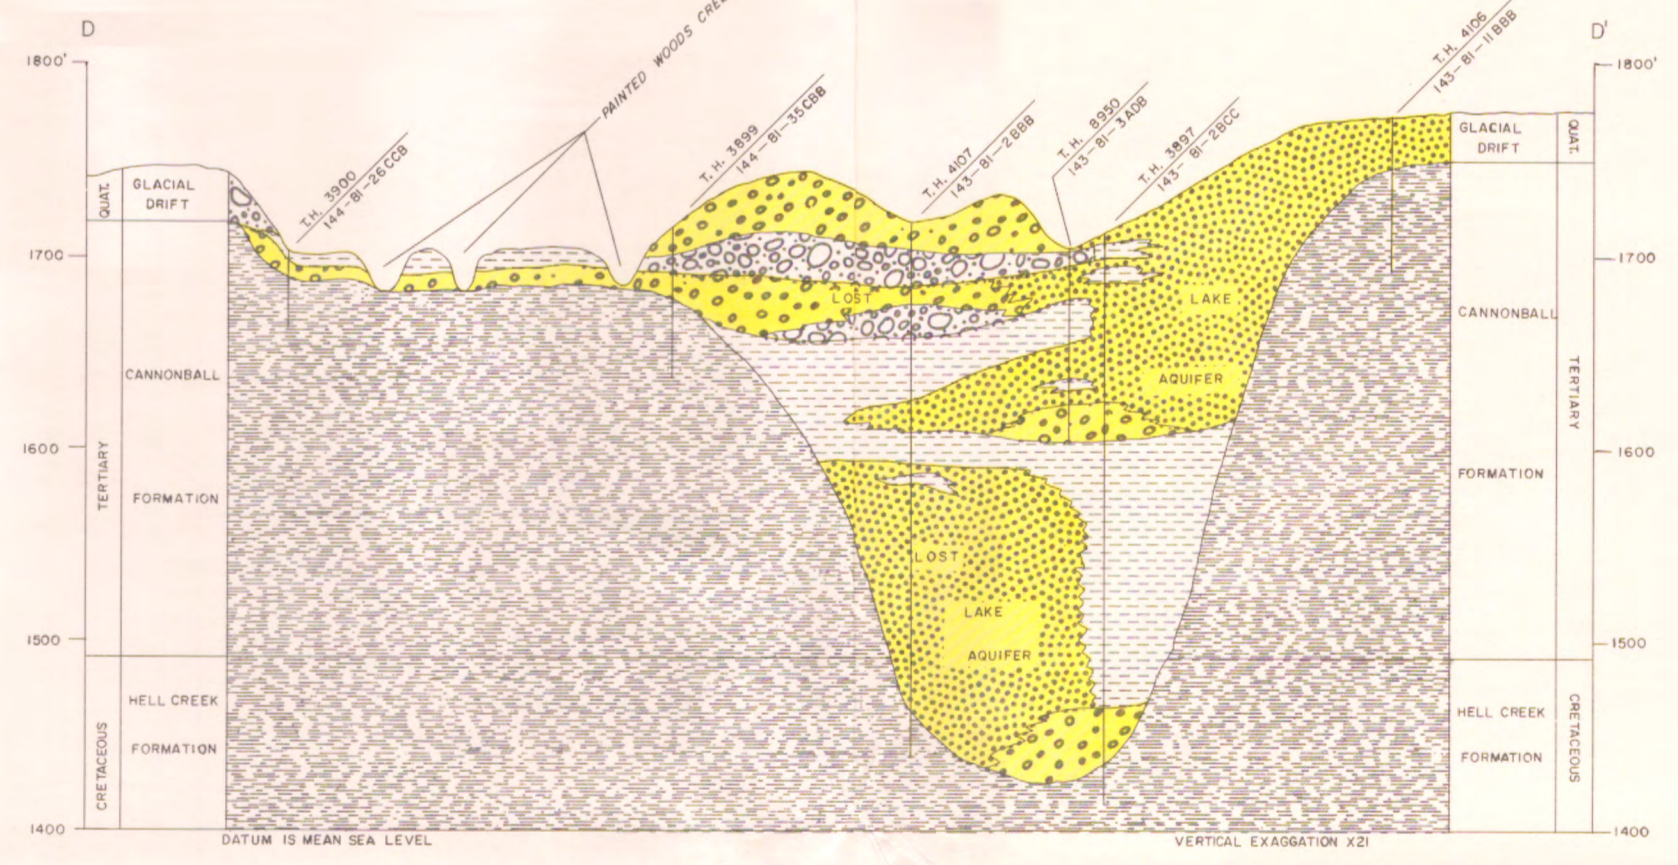 D
D'
PAINTED WOODS
T.H. 4106
143-81-11BBB
1800'
1800'
T.H. 3900
144-81-26CCB
T.H. 3899
144-81-35CBB
T.H. 4107
143-81-2BBB
T.H. 8950
143-81-3ADB
T.H. 3897
143-81-2BCC
QUAT.
GLACIAL
DRIFT
GLACIAL
DRIFT
QUAT.
1700
1700
LOST
LAKE
AQUIFER
CANNONBALL
FORMATION
TERTIARY
CANNONBALL
FORMATION
TERTIARY
1600
1600
LOST
LAKE
AQUIFER
1500
1500
HELL CREEK
FORMATION
CRETACEOUS
HELL CREEK
FORMATION
CRETACEOUS
1400
1400
DATUM IS MEAN SEA LEVEL
VERTICAL EXAGGATION X21